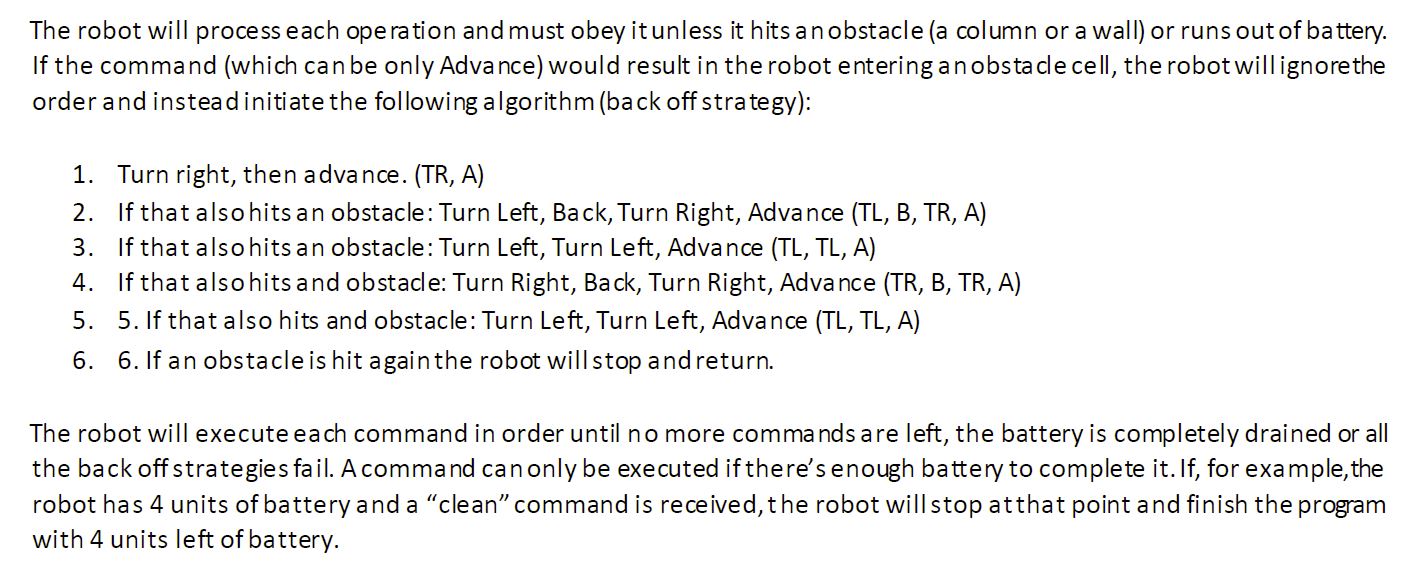 The robot will process each operation and must obey it unless it hits an obstacle (a column or a wall) or runs out of battery.
If the command (which can be only Advance) would result in the robot entering an obstacle cell, the robot will ignore the
order and instead initiate the following algorithm (back off strategy):
1. Turn right, then advance. (TR, A)
2. If that also hits an obstacle: Turn Left, Back, Turn Right, Advance (TL, B, TR, A)
3. If that also hits an obstacle: Turn Left, Turn Left, Advance (TL, TL, A)
4. If that also hits and obstacle: Turn Right, Back, Turn Right, Advance (TR, B, TR, A)
5. 5. If that also hits and obstacle: Turn Left, Turn Left, Advance (TL, TL, A)
6. 6. If an obstacle is hit again the robot will stop and return.
The robot will execute each command in order until no more commands are left, the battery is completely drained or all
the back off strategies fail. A command can only be executed if there’s enough battery to complete it. If, for example, the
robot has 4 units of battery and a “clean” command is received, the robot will stop at that point and finish the program
with 4 units left of battery.